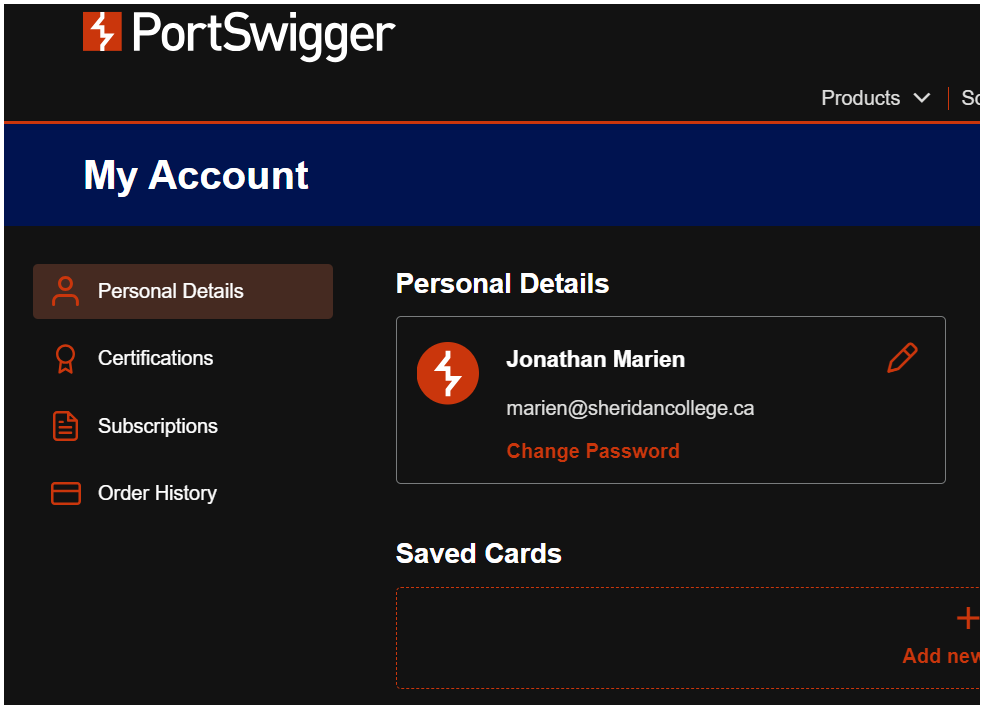 PortSwigger
Products
My Account
Personal Details
Certifications
Subscriptions
Order History
Personal Details
Jonathan Marien
marien@sheridancollege.ca
Change Password
Saved Cards
Add new